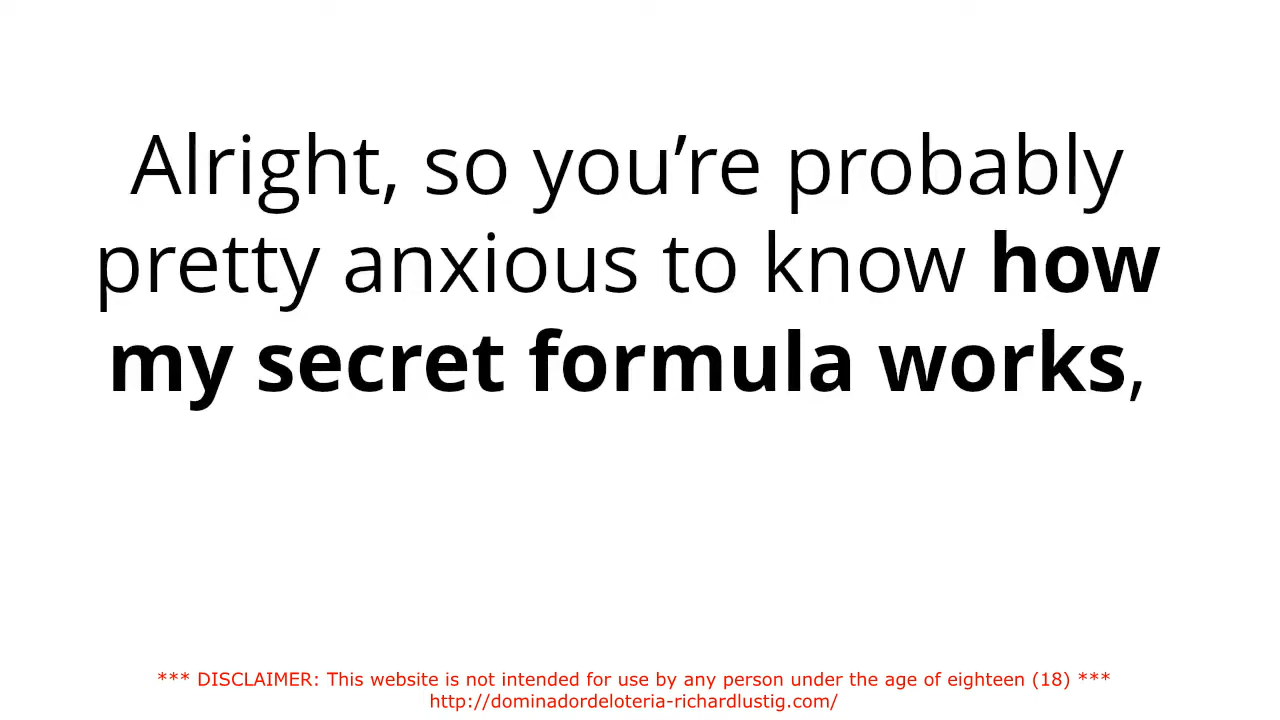 Alright, so you’re probably
pretty anxious to know how
my secret formula works,
*** DISCLAIMER: This website is not intended for use by any person under the age of eighteen (18) ***
http://dominadordeloteria-richardlustig.com/